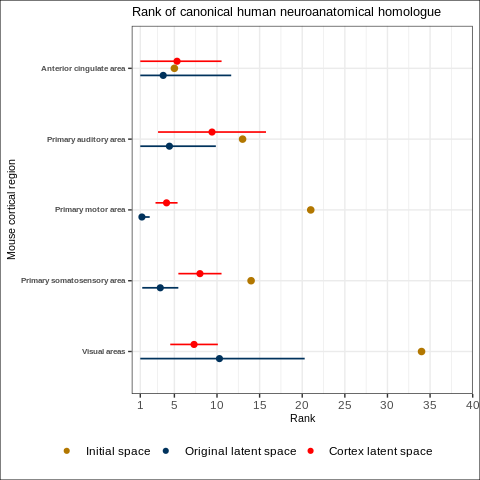 Rank of canonical human neuroanatomical homologue
Mouse cortical region
Anterior cingulate area
Primary auditory area
Primary motor area
Primary somatosensory area
Visual areas
1 5 10 15 20 25 30 35 40
Rank
Initial space Original latent space Cortex latent space